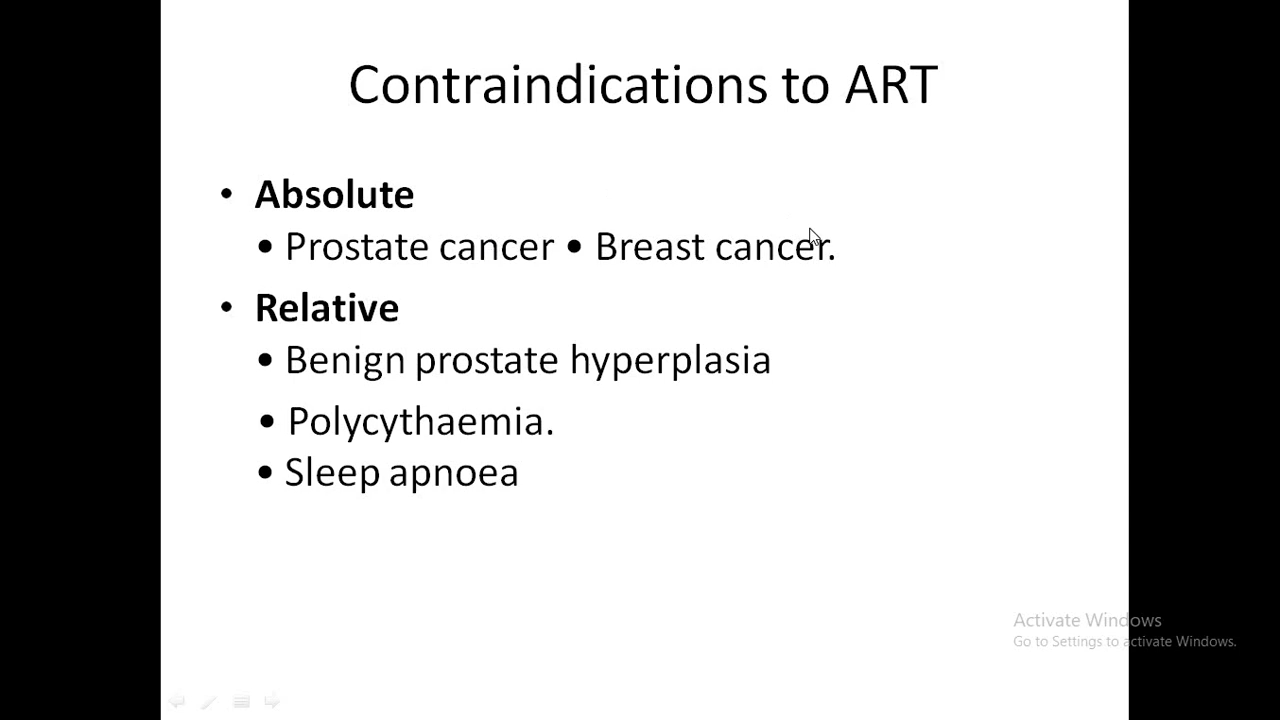 Contraindications to ART
• Absolute
• Prostate cancer • Breast cancer.
• Relative
• Benign prostate hyperplasia
• Polycythaemia.
• Sleep apnoea
Activate Windows
Go to Settings to activate Windows.